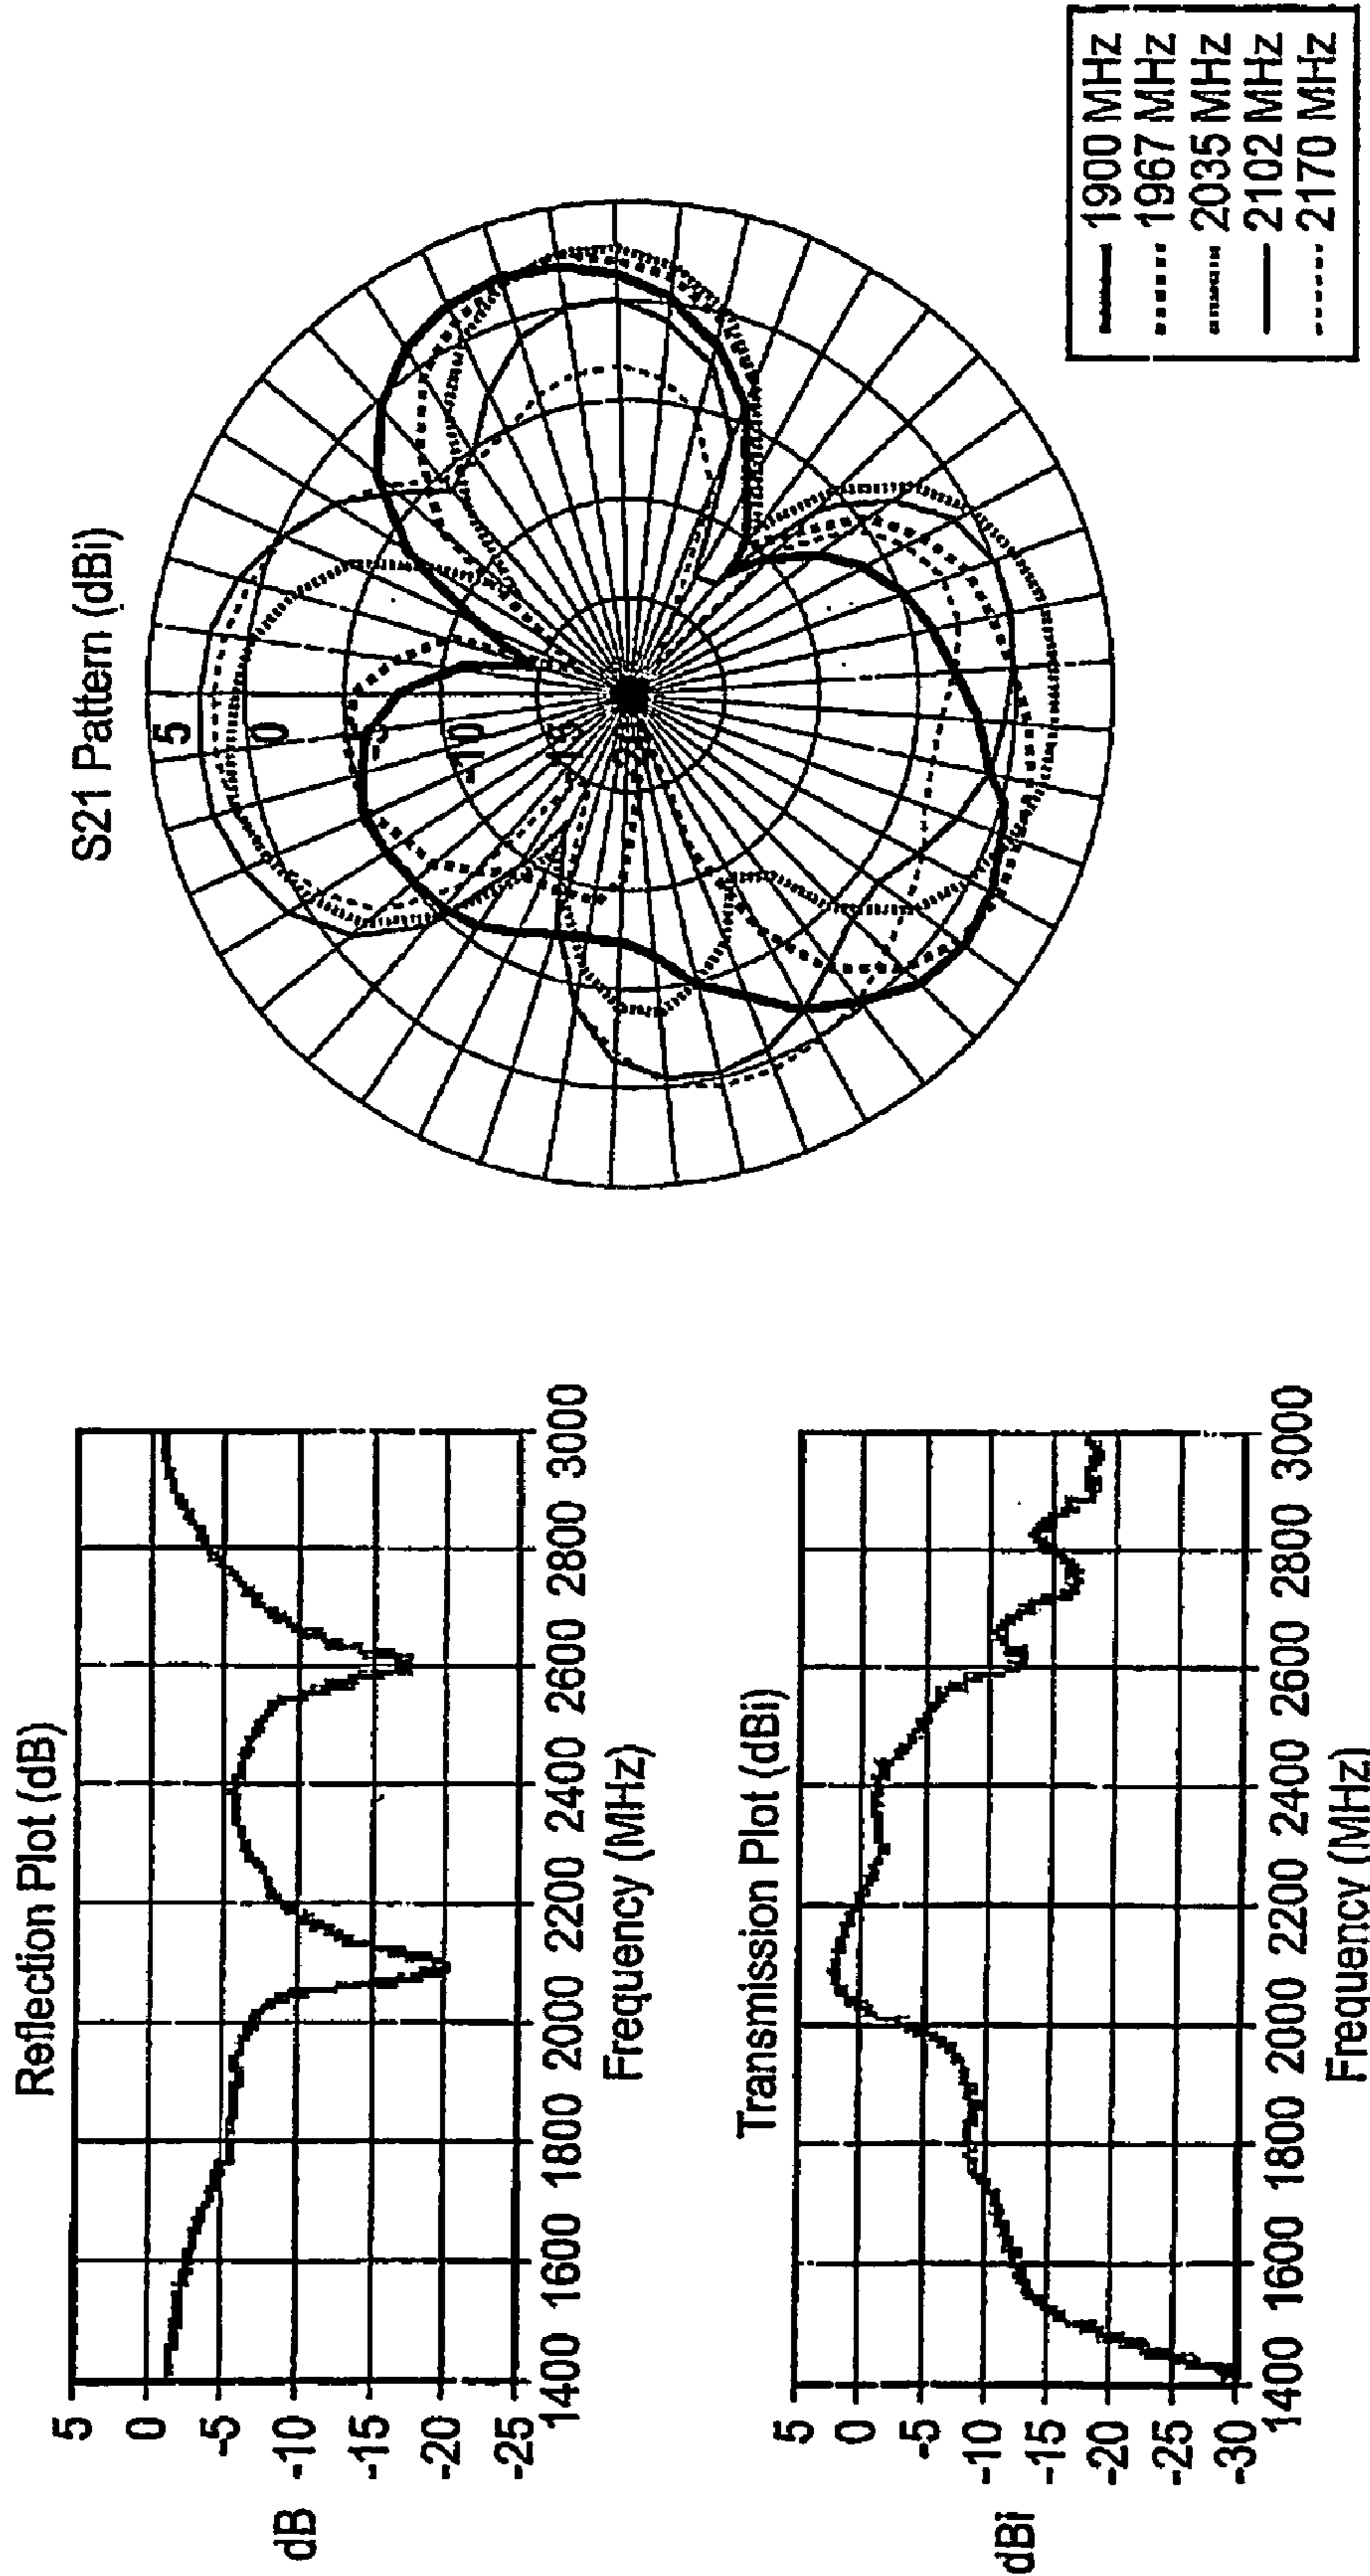 Reflection Plot (dB)
dB
5
0
-5
-10
-15
-20
-25
1400 1600 1800 2000 2200 2400 2600 2800 3000
Frequency (MHz)
Transmission Plot (dBi)
dBi
5
0
-5
-10
-15
-20
-25
-30
1400 1600 1800 2000 2200 2400 2600 2800 3000
Frequency (MHz)
S21 Pattern (dBi)
5
0
-5
-10
1900 MHz
1967 MHz
2035 MHz
2102 MHz
2170 MHz